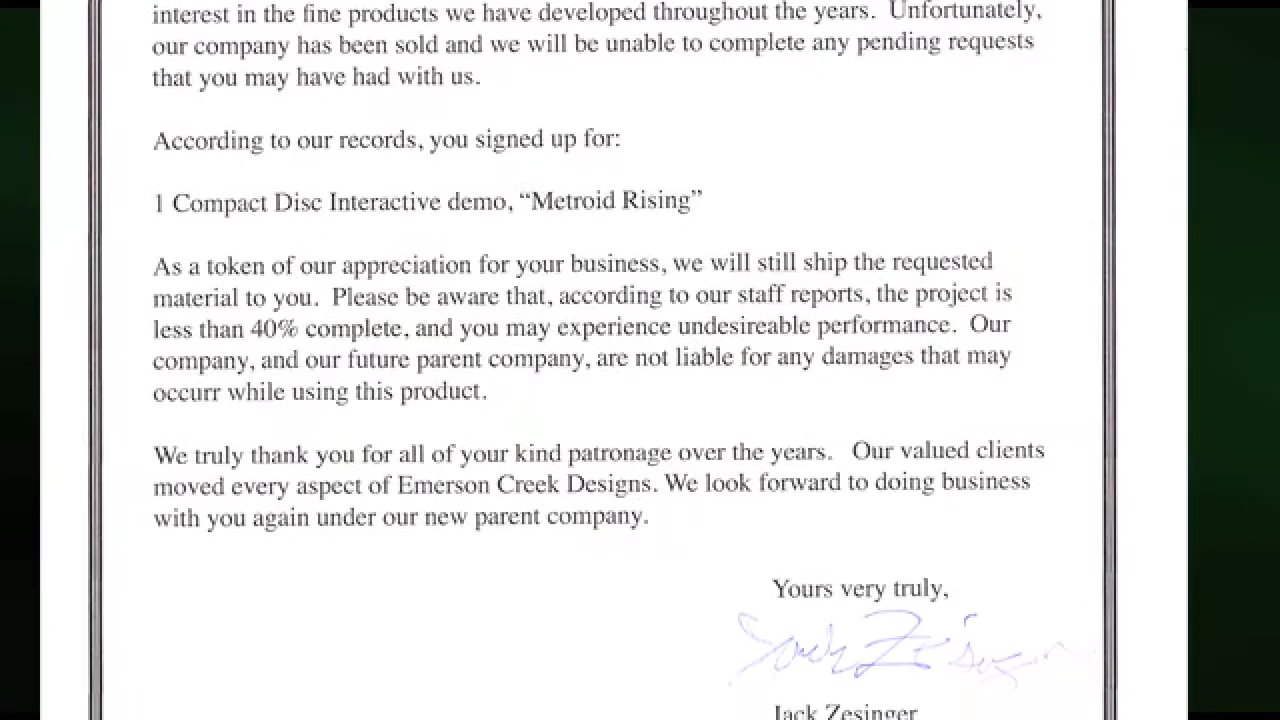 interest in the fine products we have developed throughout the years.  Unfortunately,
our company has been sold and we will be unable to complete any pending requests
that you may have had with us.
According to our records, you signed up for:
1 Compact Disc Interactive demo, “Metroid Rising”
As a token of our appreciation for your business, we will still ship the requested
material to you.  Please be aware that, according to our staff reports, the project is
less than 40% complete, and you may experience undesireable performance.  Our
company, and our future parent company, are not liable for any damages that may
occurr while using this product.
We truly thank you for all of your kind patronage over the years.   Our valued clients
moved every aspect of Emerson Creek Designs. We look forward to doing business
with you again under our new parent company.
Yours very truly,
Jack Zesinger
Jack Zesinger